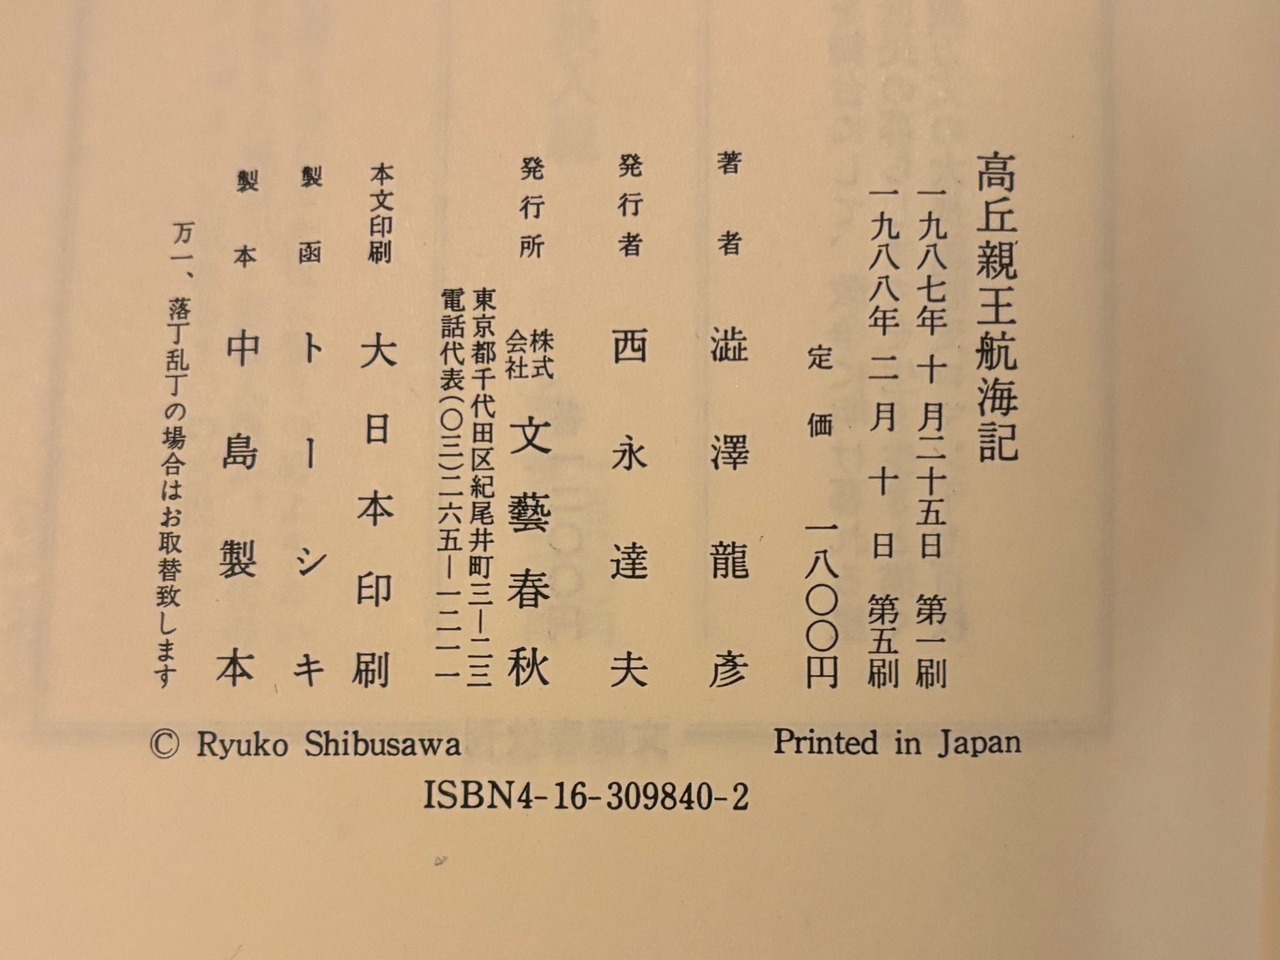 高丘親王航海記
一九八七年 十 月二十五日 第一刷
一九八八年 二 月 十 日 第五刷
定 価 一八〇〇円
著 者 澁 澤 龍 彥
発行者 西 永 達 夫
発行所 株式会社 文 藝 春 秋
東京都千代田区紀尾井町三―二三
電話代表(〇三)二六五―一二一一
本文印刷 大 日 本 印 刷
製 函 ト ー シ キ
製 本 中 島 製 本
万一、落丁乱丁の場合はお取替致します
© Ryuko Shibusawa
Printed in Japan
ISBN4-16-309840-2